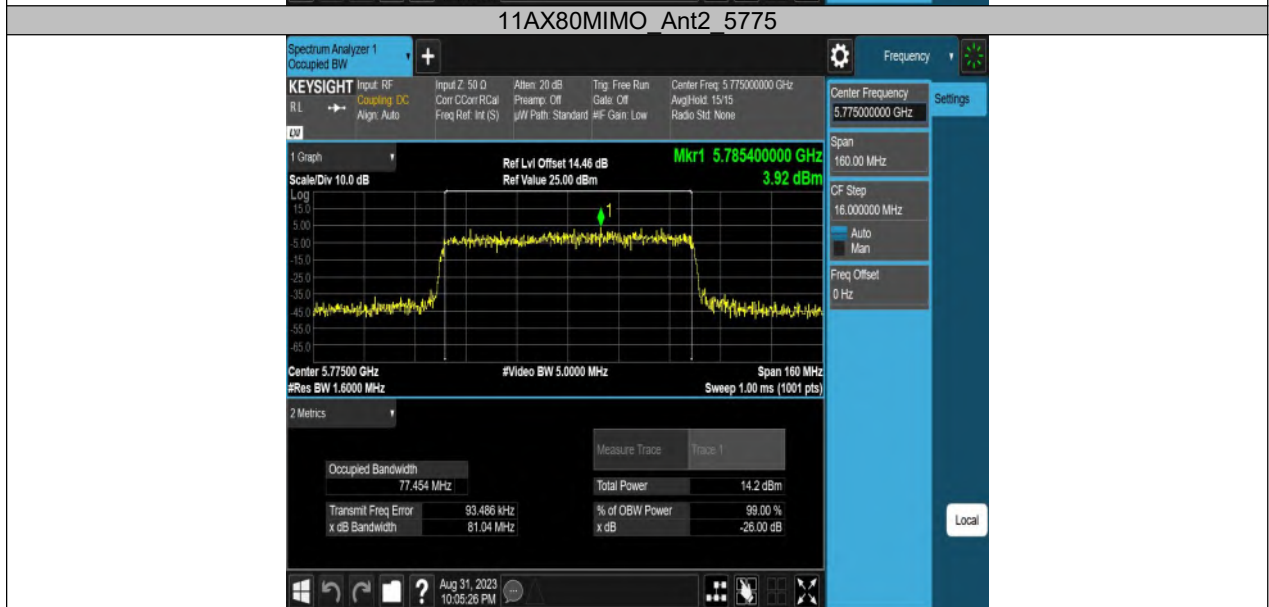 11AX80MIMO_Ant2_5775
Spectrum Analyzer 1
Occupied BW
+
Frequency
KEYSIGHT
RL
LXI
Input: RF
Coupling: DC
Align: Auto
Input Z: 50 Ω
Corr CCorr RCal
Freq Ref: Int (S)
Atten: 20 dB
Preamp: Off
µW Path: Standard
Trig: Free Run
Gate: Off
#IF Gain: Low
Center Freq: 5.775000000 GHz
Avg|Hold: 15/15
Radio Std: None
Center Frequency
5.775000000 GHz
Settings
Span
160.00 MHz
CF Step
16.000000 MHz
Auto
Man
Freq Offset
0 Hz
1 Graph
Ref Lvl Offset 14.46 dB
Mkr1 5.785400000 GHz
Scale/Div 10.0 dB
Ref Value 25.00 dBm
3.92 dBm
Log
15.0
5.00
-5.00
-15.0
-25.0
-35.0
-45.0
-55.0
-65.0
1
Center 5.77500 GHz
#Video BW 5.0000 MHz
Span 160 MHz
#Res BW 1.6000 MHz
Sweep 1.00 ms (1001 pts)
2 Metrics
Measure Trace
Trace 1
Occupied Bandwidth
77.454 MHz
Total Power
14.2 dBm
Transmit Freq Error
93.486 kHz
% of OBW Power
99.00 %
x dB Bandwidth
81.04 MHz
x dB
-26.00 dB
Local
?
Aug 31, 2023
10:05:26 PM